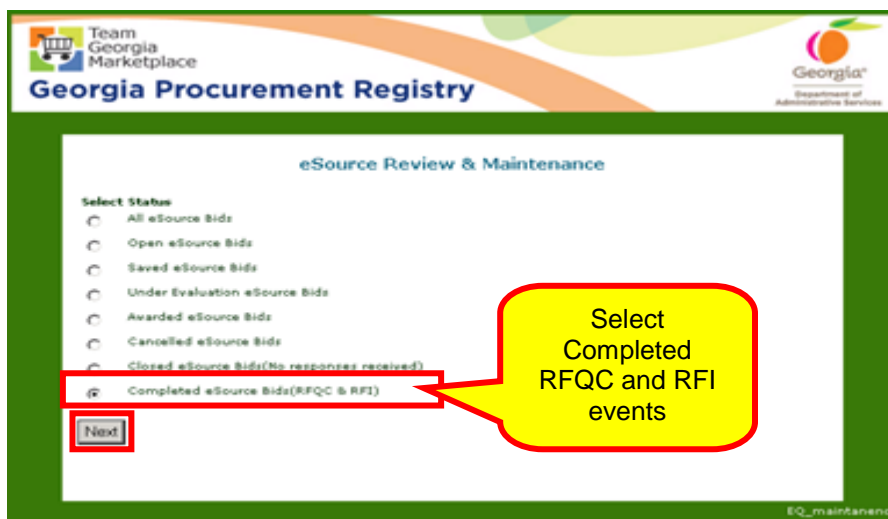 Team
Georgia
Marketplace
Georgia Procurement Registry
Georgia
Department of
Administrative Services
eSource Review & Maintenance
Select Status
All eSource Bids
Open eSource Bids
Saved eSource Bids
Under Evaluation eSource Bids
Awarded eSource Bids
Cancelled eSource Bids
Closed eSource Bids(No responses received)
Completed eSource Bids(RFQC & RFI)
Next
Select
Completed
RFQC and RFI
events
EQ_maintanenc